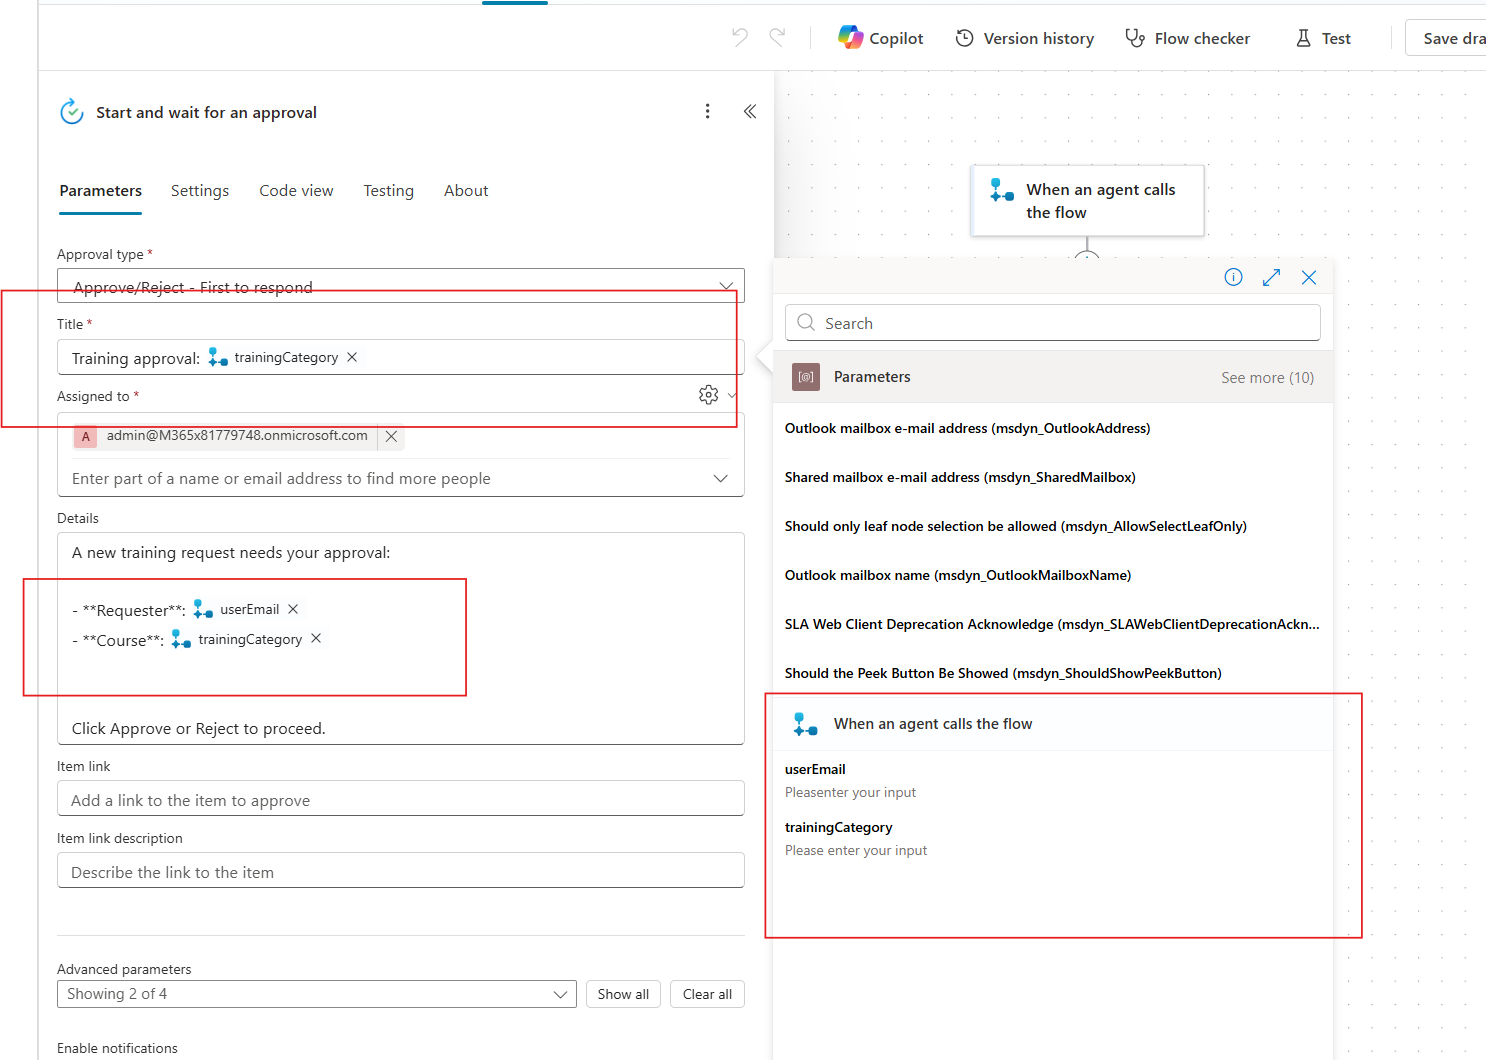 Copilot
Version history
Flow checker
Test
Save dra
Start and wait for an approval
Parameters
Settings
Code view
Testing
About
Approval type *
Approve/Reject - First to respond
Title *
Training approval: trainingCategory
Assigned to *
A admin@M365x81779748.onmicrosoft.com
Enter part of a name or email address to find more people
Details
A new training request needs your approval:
- **Requester**: userEmail
- **Course**: trainingCategory
Click Approve or Reject to proceed.
Item link
Add a link to the item to approve
Item link description
Describe the link to the item
Advanced parameters
Showing 2 of 4
Show all
Clear all
Enable notifications
When an agent calls
the flow
Search
[@] Parameters
See more (10)
Outlook mailbox e-mail address (msdyn_OutlookAddress)
Shared mailbox e-mail address (msdyn_SharedMailbox)
Should only leaf node selection be allowed (msdyn_AllowSelectLeafOnly)
Outlook mailbox name (msdyn_OutlookMailboxName)
SLA Web Client Deprecation Acknowledge (msdyn_SLAWebClientDeprecationAckn...
Should the Peek Button Be Showed (msdyn_ShouldShowPeekButton)
When an agent calls the flow
userEmail
Pleasenter your input
trainingCategory
Please enter your input